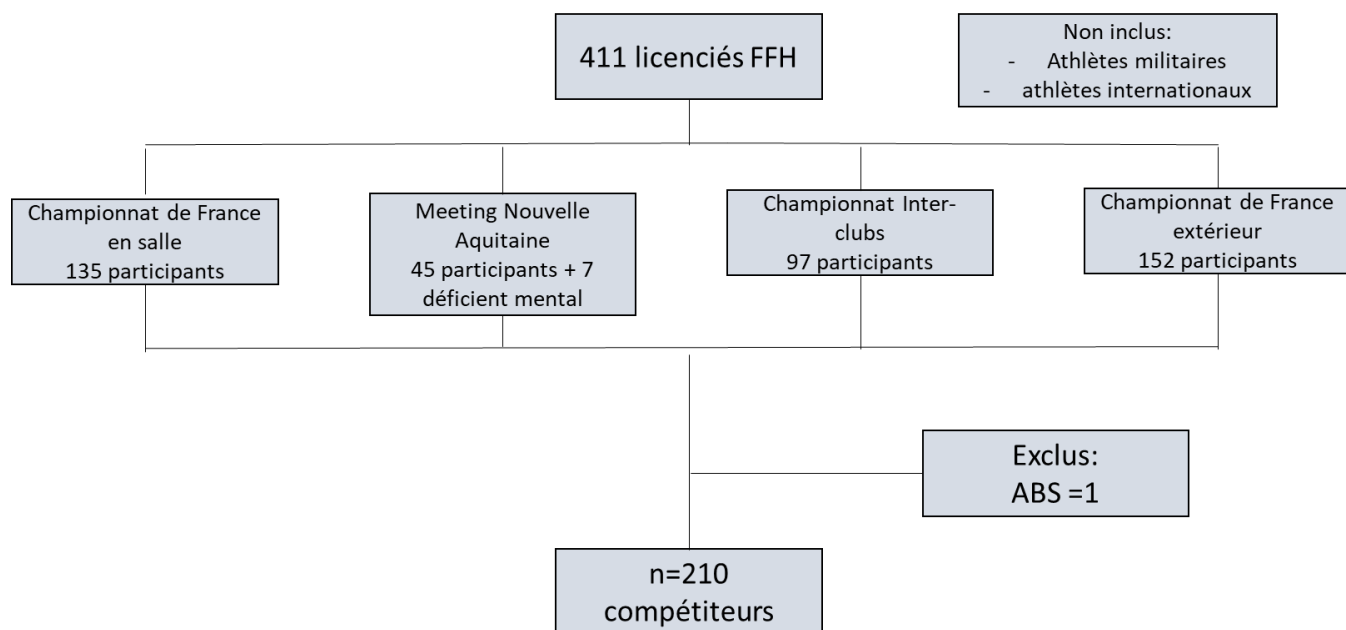 411 licenciés FFH
Non inclus:
- Athlètes militaires
- athlètes internationaux
Championnat de France
en salle
135 participants
Meeting Nouvelle
Aquitaine
45 participants + 7
déficient mental
Championnat Inter-
clubs
97 participants
Championnat de France
extérieur
152 participants
Exclus:
ABS =1
n=210
compétiteurs